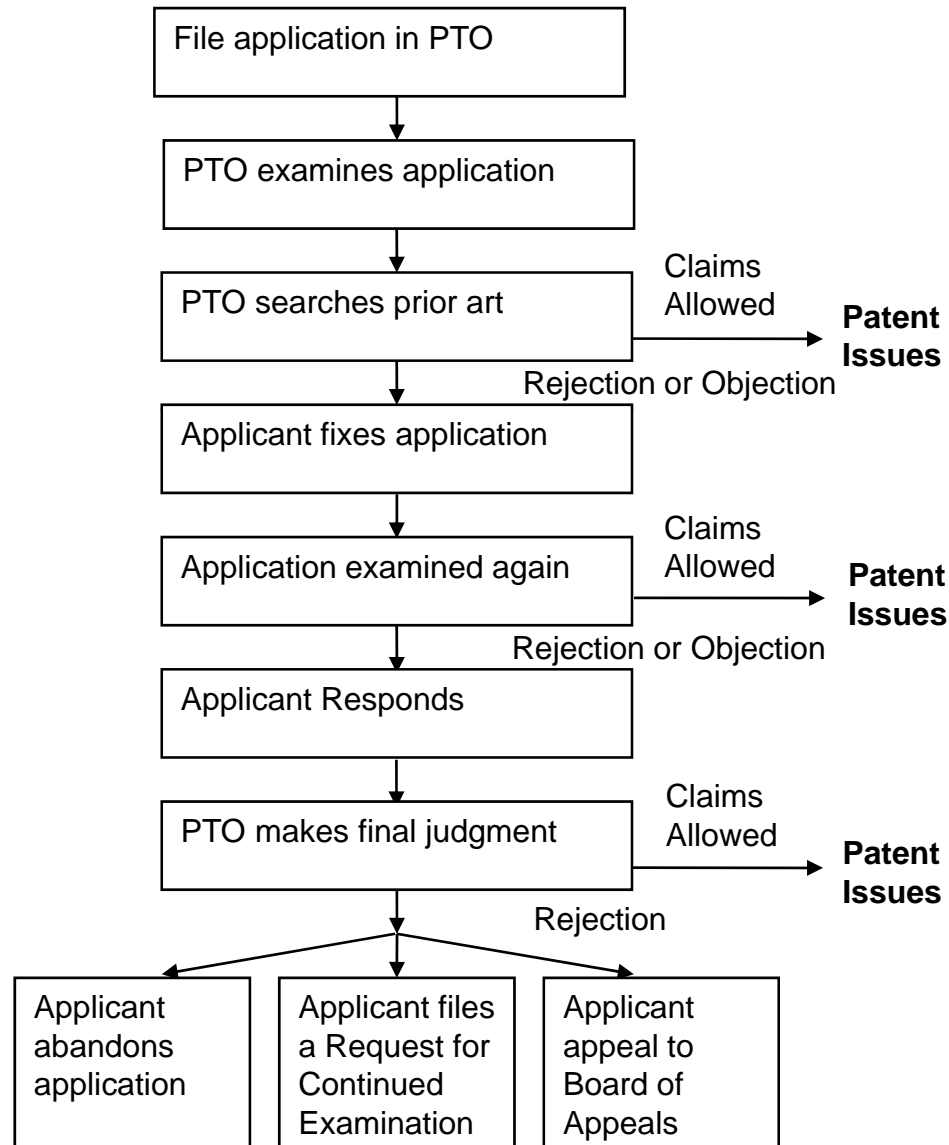 File application in PTO
PTO examines application
PTO searches prior art
Claims
Allowed
Patent
Issues
Rejection or Objection
Applicant fixes application
Application examined again
Claims
Allowed
Patent
Issues
Rejection or Objection
Applicant Responds
PTO makes final judgment
Claims
Allowed
Patent
Issues
Rejection
Applicant
abandons
application
Applicant files
a Request for
Continued
Examination
Applicant
appeal to
Board of
Appeals